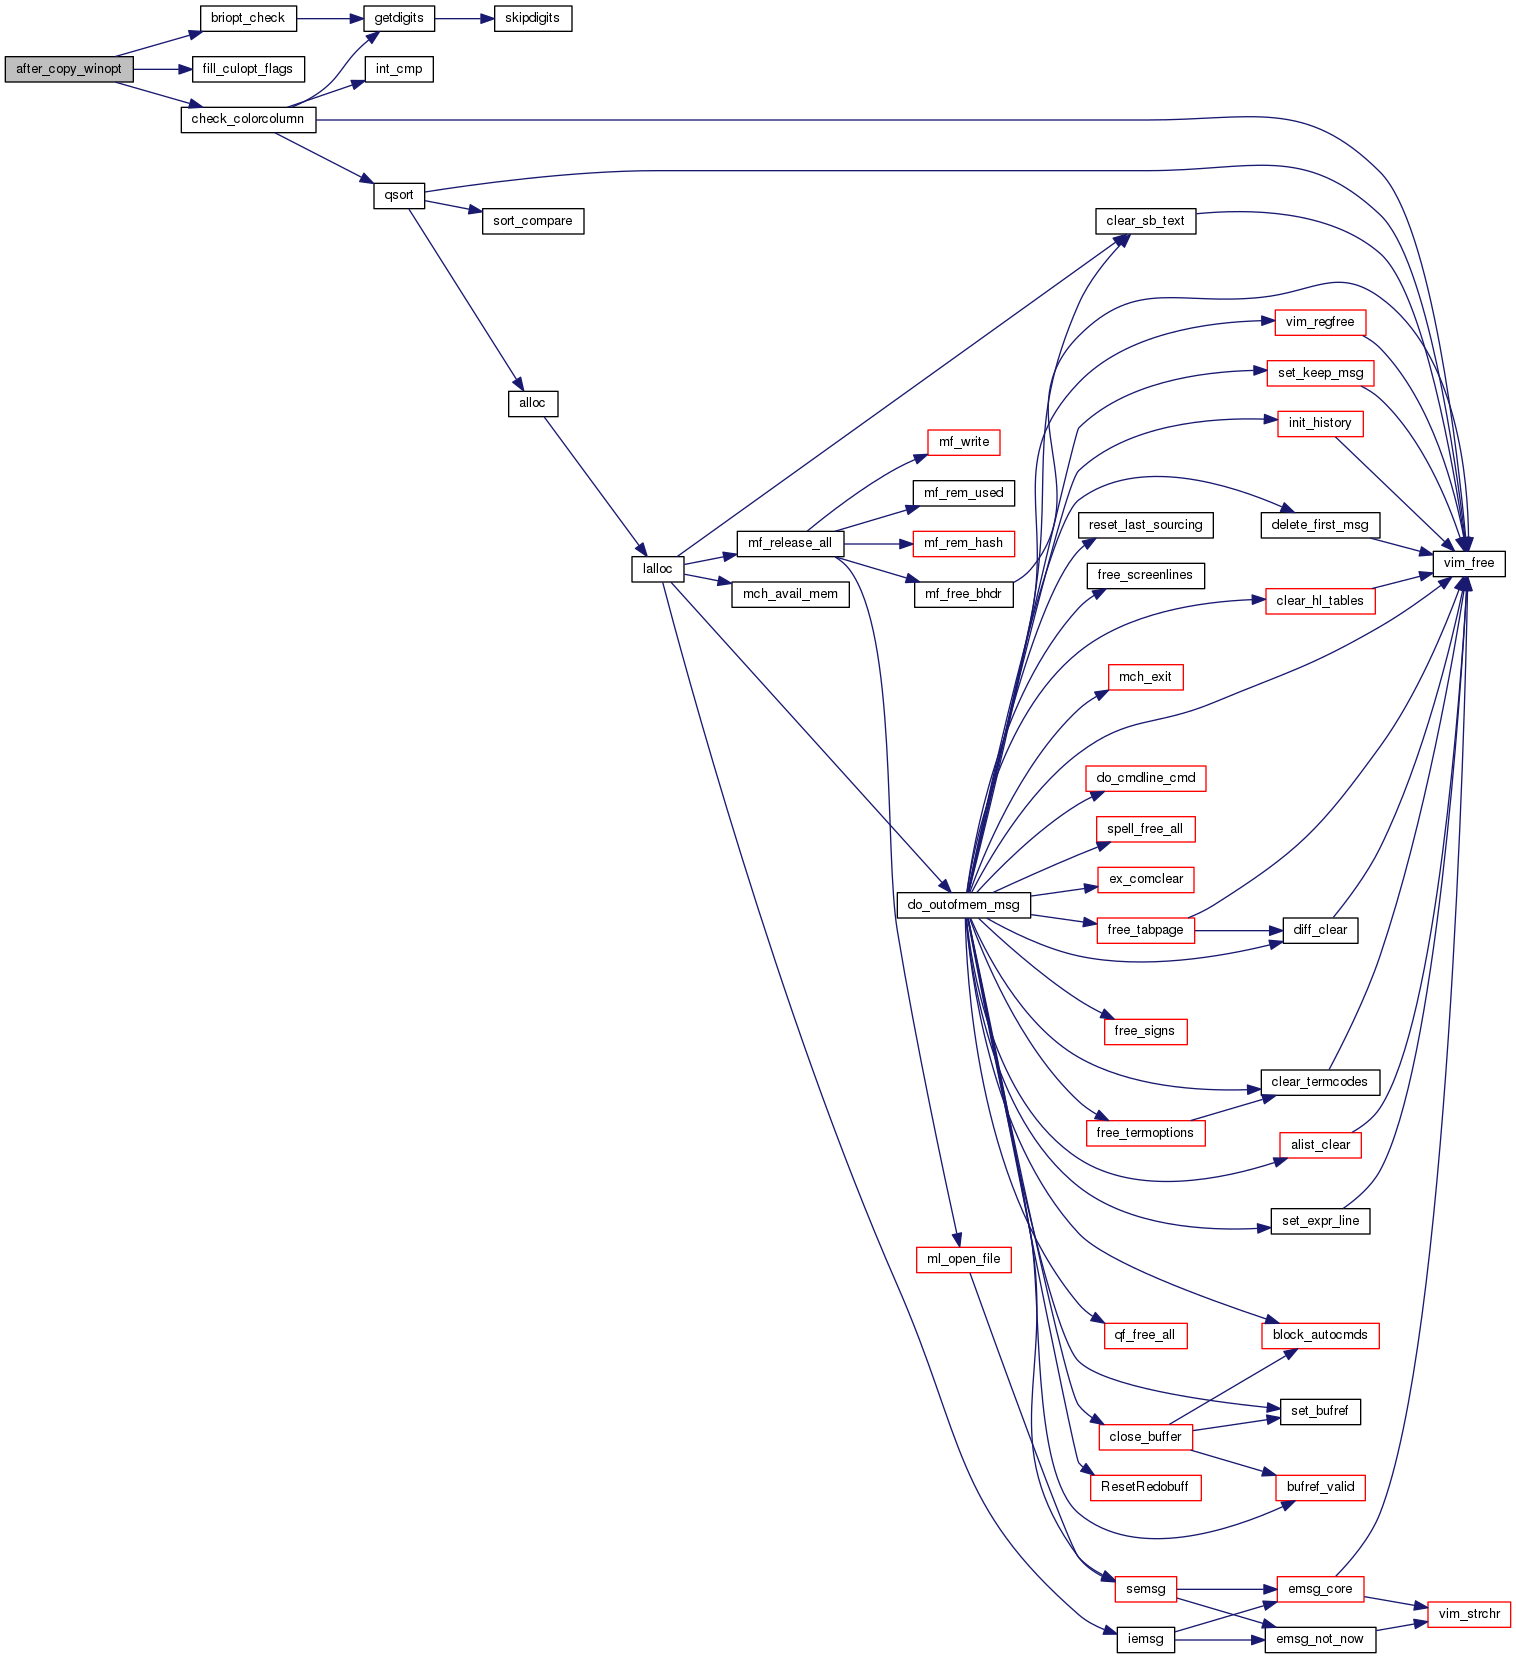 briopt_check
getdigits
skipdigits
after_copy_winopt
fill_culopt_flags
int_cmp
check_colorcolumn
qsort
sort_compare
clear_sb_text
vim_regfree
set_keep_msg
alloc
init_history
mf_write
mf_rem_used
reset_last_sourcing
delete_first_msg
mf_release_all
mf_rem_hash
vim_free
lalloc
free_screenlines
mch_avail_mem
mf_free_bhdr
clear_hl_tables
mch_exit
do_cmdline_cmd
spell_free_all
ex_comclear
do_outofmem_msg
free_tabpage
diff_clear
free_signs
clear_termcodes
free_termoptions
alist_clear
set_expr_line
ml_open_file
qf_free_all
block_autocmds
set_bufref
close_buffer
ResetRedobuff
bufref_valid
semsg
emsg_core
vim_strchr
iemsg
emsg_not_now